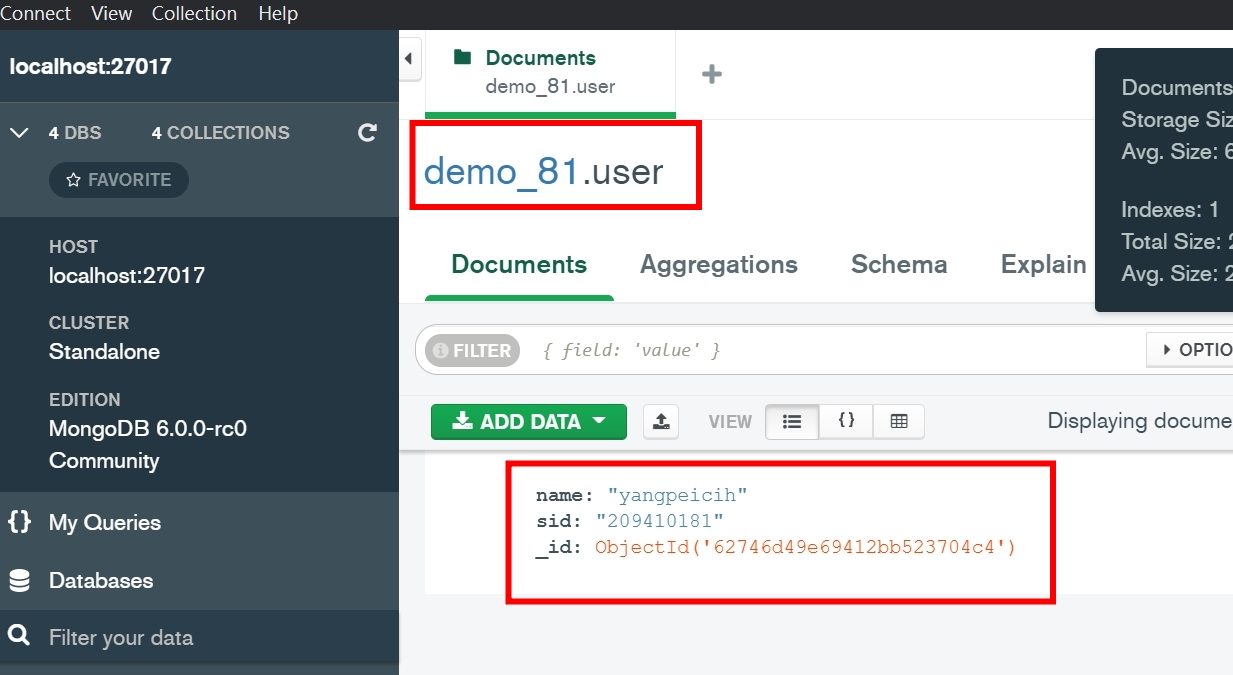 Connect View Collection Help
localhost:27017
4 DBS 4 COLLECTIONS
FAVORITE
HOST
localhost:27017
CLUSTER
Standalone
EDITION
MongoDB 6.0.0-rc0
Community
My Queries
Databases
Filter your data
Documents
demo_81.user
demo_81.user
Documents Aggregations Schema Explain
Documents
Storage Siz
Avg. Size: 6
Indexes: 1
Total Size: 2
Avg. Size: 2
FILTER { field: 'value' }
OPTIO
ADD DATA VIEW {} Displaying docume
name: "yangpeicih"
sid: "209410181"
_id: ObjectId('62746d49e69412bb523704c4')